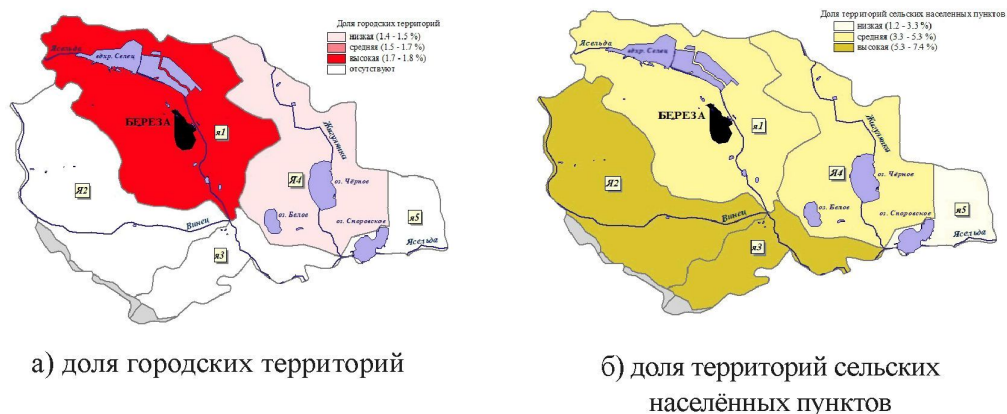 Доля городских территорий
низкая (1.4 - 1.5 %)
средняя (1.5 - 1.7 %)
высокая (1.7 - 1.8 %)
отсутствуют
Ясельда
вдхр. Селец
БЕРЕЗА
я1
Жигулянка
Я2
Я4
оз. Чёрное
оз. Белое
оз. Споровское
я5
Винец
я3
Ясельда
а) доля городских территорий
Доля территорий сельских населенных пунктов
низкая (1.2 - 3.3 %)
средняя (3.3 - 5.3 %)
высокая (5.3 - 7.4 %)
Ясельда
вдхр. Селец
БЕРЕЗА
я1
Я2
Я4
оз. Чёрное
оз. Белое
оз. Споровское
я5
Винец
я3
Ясельда
б) доля территорий сельских
населённых пунктов